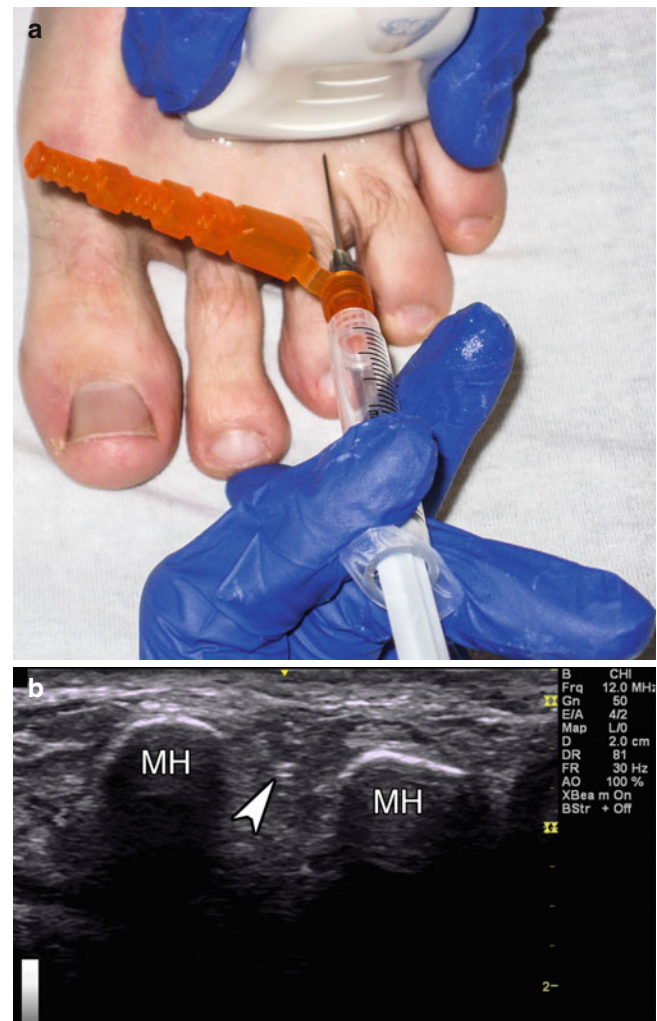 a
b
MH
MH
B CHI
Frq 12.0 MHz
Gn 50
E/A 4/2
Map L/0
D 2.0 cm
DR 81
FR 30 Hz
AO 100 %
XBeam On
BStr + Off
2